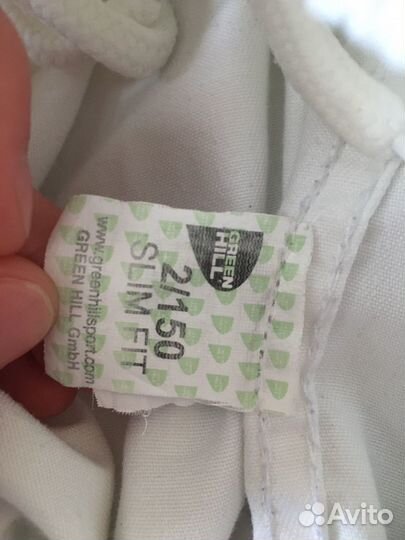 GREEN
HILL
2/150
SLIM FIT
www.greenhillsport.com
GREEN HILL GmbH
Avito